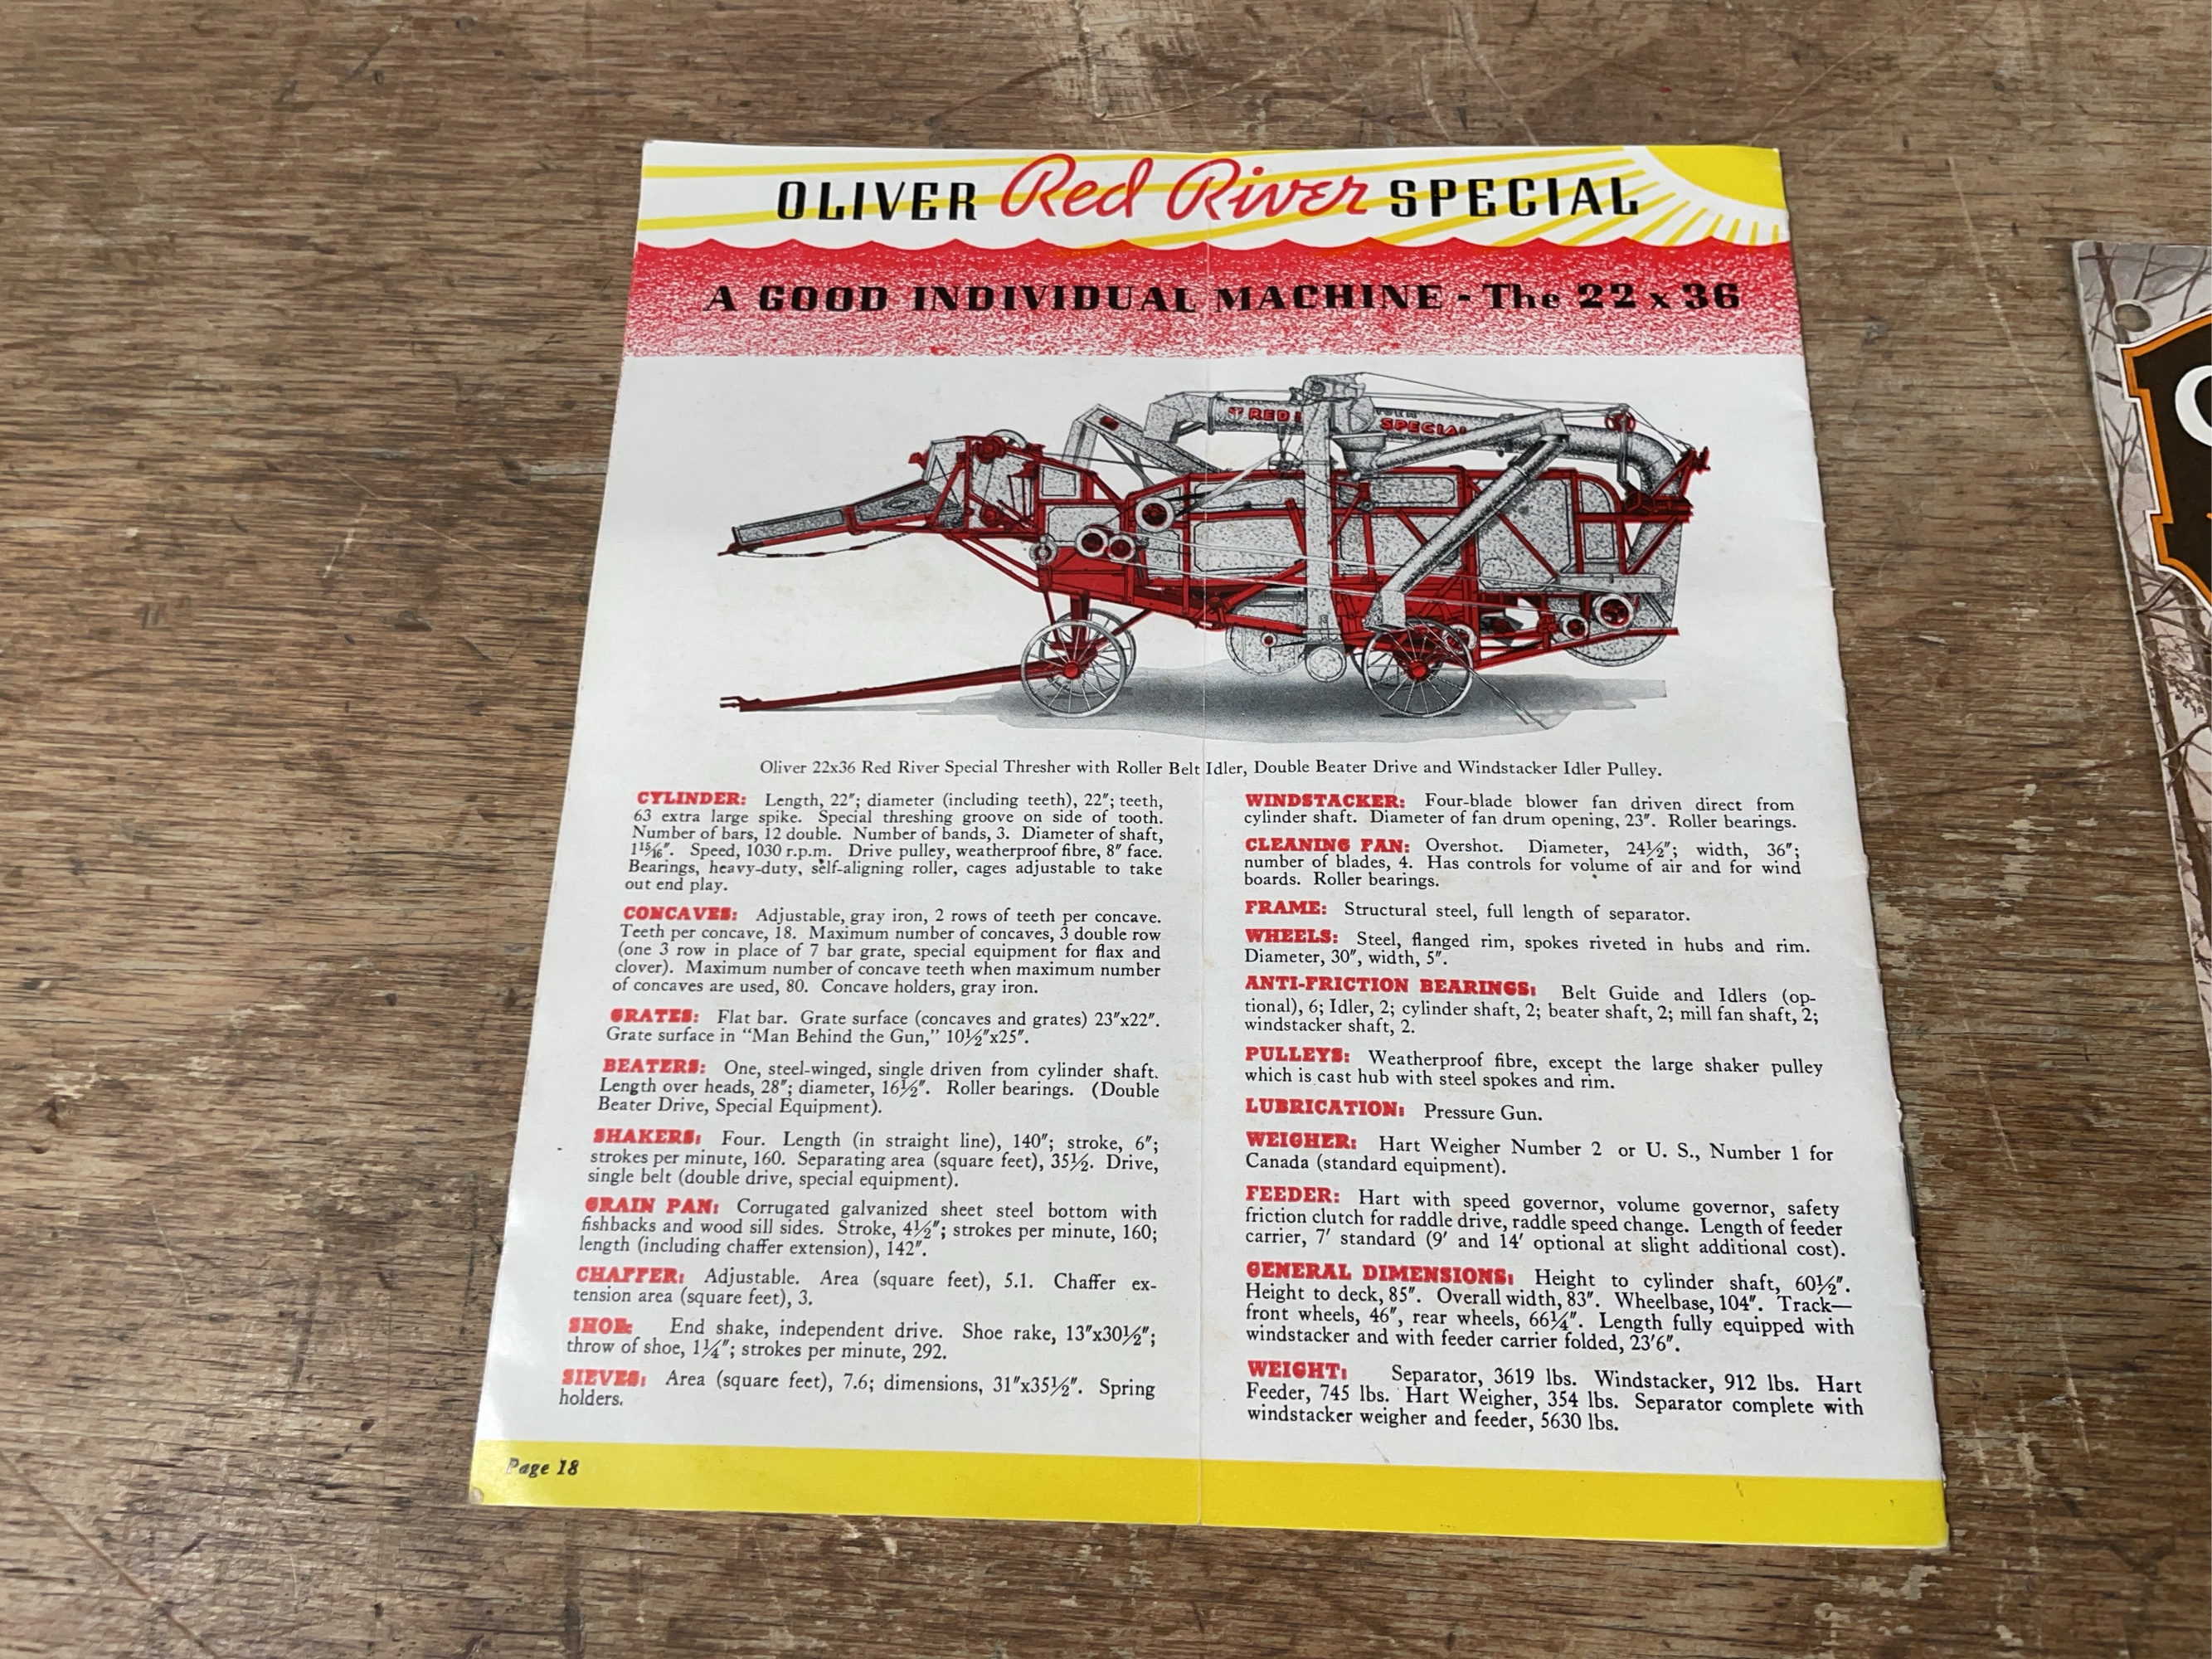 OLIVER Red River SPECIAL
A GOOD INDIVIDUAL MACHINE - The 22 x 36
T RED
SPECIAL
Oliver 22x36 Red River Special Thresher with Roller Belt Idler, Double Beater Drive and Windstacker Idler Pulley.
CYLINDER: Length, 22″; diameter (including teeth), 22″; teeth,
63 extra large spike. Special threshing groove on side of tooth.
Number of bars, 12 double. Number of bands, 3. Diameter of shaft,
1 15/16″. Speed, 1030 r.p.m. Drive pulley, weatherproof fibre, 8″ face.
Bearings, heavy-duty, self-aligning roller, cages adjustable to take
out end play.
CONCAVES: Adjustable, gray iron, 2 rows of teeth per concave.
Teeth per concave, 18. Maximum number of concaves, 3 double row
(one 3 row in place of 7 bar grate, special equipment for flax and
clover). Maximum number of concave teeth when maximum number
of concaves are used, 80. Concave holders, gray iron.
GRATES: Flat bar. Grate surface (concaves and grates) 23″x22″.
Grate surface in "Man Behind the Gun," 10½″x25″.
BEATERS: One, steel-winged, single driven from cylinder shaft.
Length over heads, 28″; diameter, 16½″. Roller bearings. (Double
Beater Drive, Special Equipment).
SHAKERS: Four. Length (in straight line), 140″; stroke, 6″;
strokes per minute, 160. Separating area (square feet), 35½. Drive,
single belt (double drive, special equipment).
GRAIN PAN: Corrugated galvanized sheet steel bottom with
fishbacks and wood sill sides. Stroke, 4½″; strokes per minute, 160;
length (including chaffer extension), 142″.
CHAFFER: Adjustable. Area (square feet), 5.1. Chaffer ex-
tension area (square feet), 3.
SHOE: End shake, independent drive. Shoe rake, 13″x30½″;
throw of shoe, 1¼″; strokes per minute, 292.
SIEVES: Area (square feet), 7.6; dimensions, 31″x35½″. Spring
holders.
WINDSTACKER: Four-blade blower fan driven direct from
cylinder shaft. Diameter of fan drum opening, 23″. Roller bearings.
CLEANING FAN: Overshot. Diameter, 24½″; width, 36″;
number of blades, 4. Has controls for volume of air and for wind
boards. Roller bearings.
FRAME: Structural steel, full length of separator.
WHEELS: Steel, flanged rim, spokes riveted in hubs and rim.
Diameter, 30″, width, 5″.
ANTI-FRICTION BEARINGS: Belt Guide and Idlers (op-
tional), 6; Idler, 2; cylinder shaft, 2; beater shaft, 2; mill fan shaft, 2;
windstacker shaft, 2.
PULLEYS: Weatherproof fibre, except the large shaker pulley
which is cast hub with steel spokes and rim.
LUBRICATION: Pressure Gun.
WEIGHER: Hart Weigher Number 2 or U. S., Number 1 for
Canada (standard equipment).
FEEDER: Hart with speed governor, volume governor, safety
friction clutch for raddle drive, raddle speed change. Length of feeder
carrier, 7′ standard (9′ and 14′ optional at slight additional cost).
GENERAL DIMENSIONS: Height to cylinder shaft, 60½″.
Height to deck, 85″. Overall width, 83″. Wheelbase, 104″. Track—
front wheels, 46″, rear wheels, 66¼″. Length fully equipped with
windstacker and with feeder carrier folded, 23′6″.
WEIGHT: Separator, 3619 lbs. Windstacker, 912 lbs. Hart
Feeder, 745 lbs. Hart Weigher, 354 lbs. Separator complete with
windstacker weigher and feeder, 5630 lbs.
Page 18